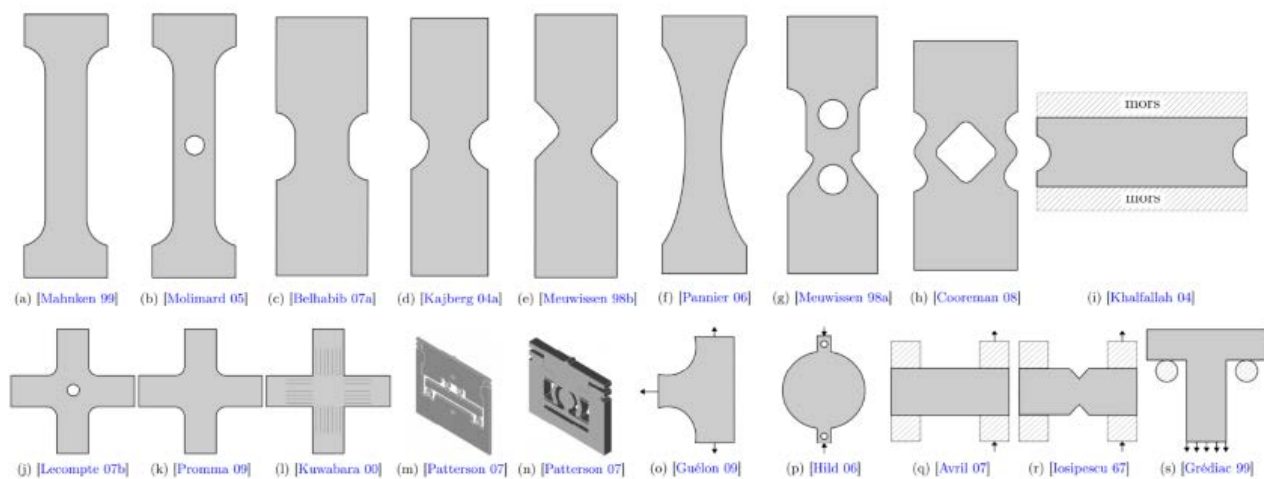 mors
mors
(a) [Mahnken 99] (b) [Molimard 05] (c) [Belhabib 07a] (d) [Kajberg 04a] (e) [Meuwissen 98b] (f) [Pannier 06] (g) [Meuwissen 98a] (h) [Cooreman 08] (i) [Khalfallah 04]
(j) [Lecompte 07b] (k) [Promma 09] (l) [Kuwabara 00] (m) [Patterson 07] (n) [Patterson 07] (o) [Guélon 09] (p) [Hild 06] (q) [Avril 07] (r) [Iosipescu 67] (s) [Grédiac 99]